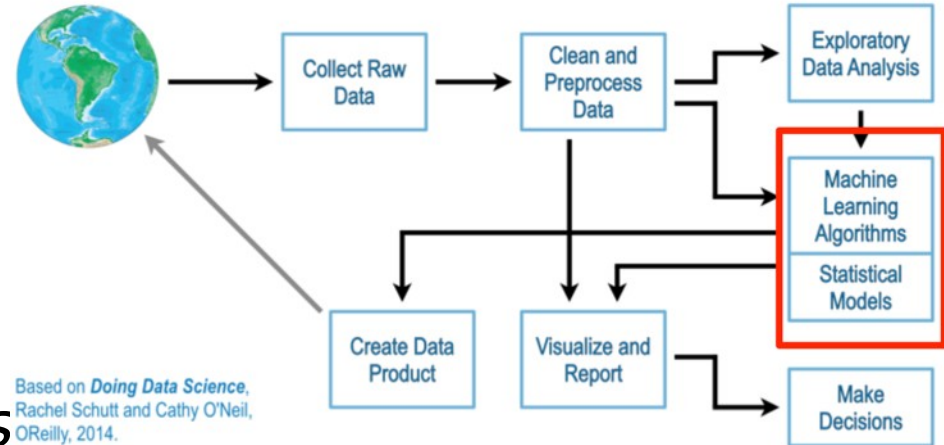 Collect Raw
Data
Clean and
Preprocess
Data
Exploratory
Data Analysis
Machine
Learning
Algorithms
Statistical
Models
Create Data
Product
Visualize and
Report
Make
Decisions
Based on Doing Data Science,
Rachel Schutt and Cathy O'Neil,
OReilly, 2014.
s